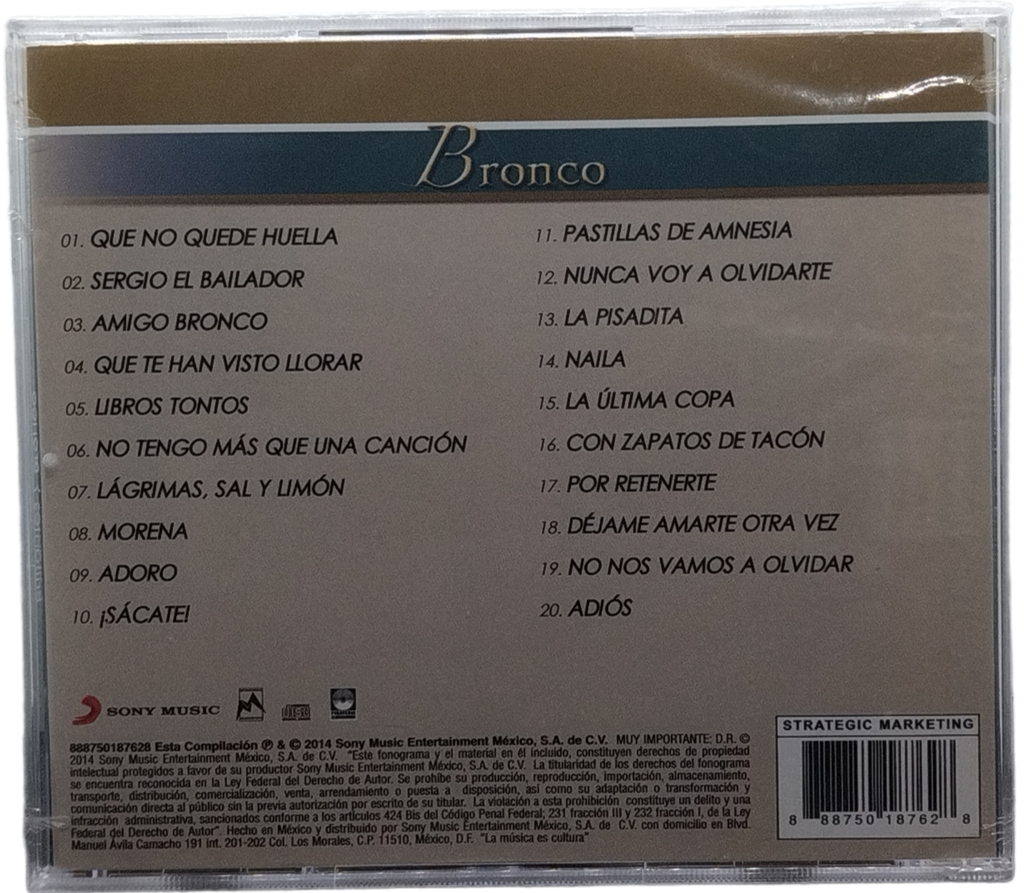 Bronco
01. QUE NO QUEDE HUELLA
02. SERGIO EL BAILADOR
03. AMIGO BRONCO
04. QUE TE HAN VISTO LLORAR
05. LIBROS TONTOS
06. NO TENGO MÁS QUE UNA CANCIÓN
07. LÁGRIMAS, SAL Y LIMÓN
08. MORENA
09. ADORO
10. ¡SÁCATE!
11. PASTILLAS DE AMNESIA
12. NUNCA VOY A OLVIDARTE
13. LA PISADITA
14. NAILA
15. LA ÚLTIMA COPA
16. CON ZAPATOS DE TACÓN
17. POR RETENERTE
18. DÉJAME AMARTE OTRA VEZ
19. NO NOS VAMOS A OLVIDAR
20. ADIÓS
SONY MUSIC
888750187628 Esta Compilación ℗ & © 2014 Sony Music Entertainment México, S.A. de C.V. MUY IMPORTANTE: D.R. ©
2014 Sony Music Entertainment México, S.A. de C.V. "Este fonograma y el material en él incluido, constituyen derechos de propiedad
intelectual protegidos a favor de su productor Sony Music Entertainment México, S.A. de C.V. La titularidad de los derechos del fonograma
se encuentra reconocida en la Ley Federal del Derecho de Autor. Se prohíbe su producción, reproducción, importación, almacenamiento,
transporte, distribución, comercialización, venta, arrendamiento o puesta a disposición, así como su adaptación o transformación y
comunicación directa al público sin la previa autorización por escrito de su titular. La violación a esta prohibición constituye un delito y una
infracción administrativa, sancionados conforme a los artículos 424 Bis del Código Penal Federal; 231 fracción III y 232 fracción I, de la Ley
Federal del Derecho de Autor". Hecho en México y distribuido por Sony Music Entertainment México, S.A. de C.V. con domicilio en Blvd.
Manuel Ávila Camacho 191 int. 201-202 Col. Los Morales, C.P. 11510, México, D.F. "La música es cultura"
STRATEGIC MARKETING
8 88750 18762 8